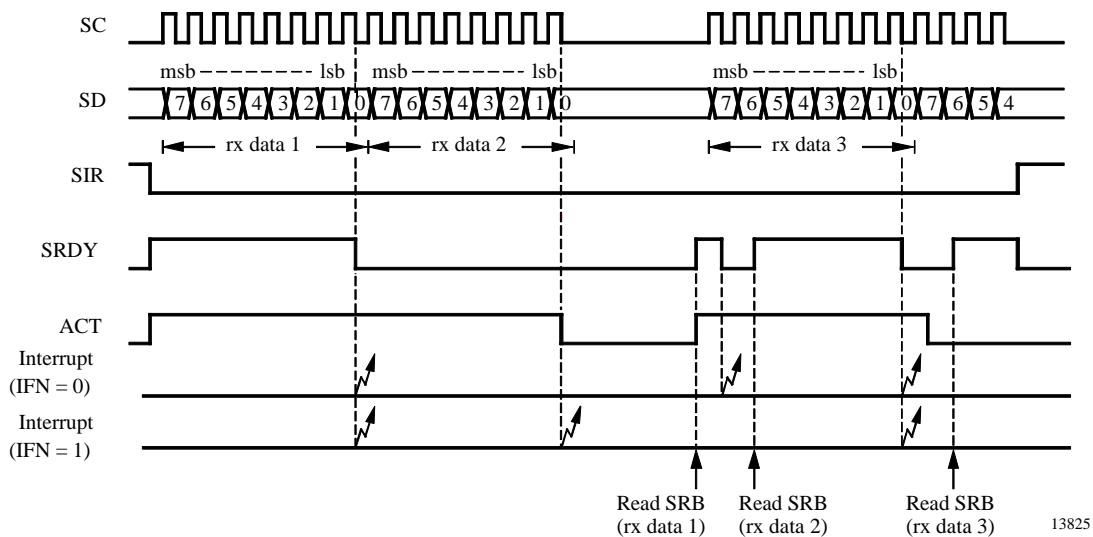 SC
msb lsb msb lsb msb lsb
SD 7 6 5 4 3 2 1 0 7 6 5 4 3 2 1 0 7 6 5 4 3 2 1 0 7 6 5 4
rx data 1 rx data 2 rx data 3
SIR
SRDY
ACT
Interrupt
(IFN = 0)
Interrupt
(IFN = 1)
Read SRB
(rx data 1)
Read SRB
(rx data 2)
Read SRB
(rx data 3)
13825